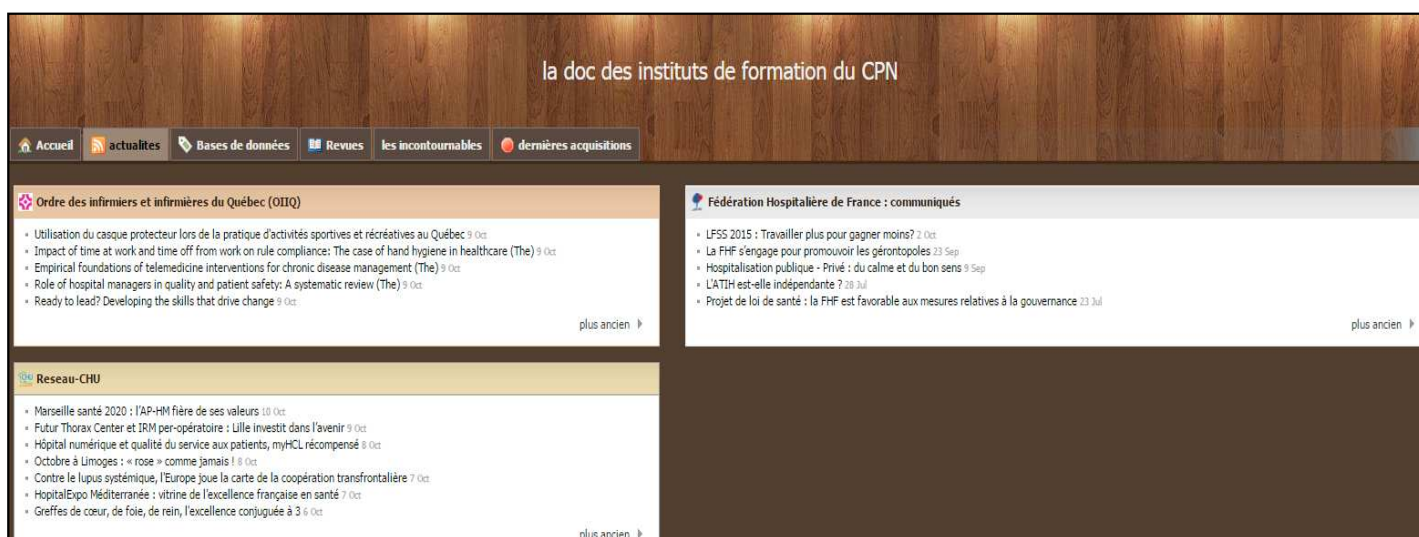 la doc des instituts de formation du CPN
Accueil actualites Bases de données Revues les incontournables dernières acquisitions
Ordre des infirmiers et infirmières du Québec (OIIQ)
Utilisation du casque protecteur lors de la pratique d'activités sportives et récréatives au Québec 9 Oct
Impact of time at work and time off from work on rule compliance: The case of hand hygiene in healthcare (The) 9 Oct
Empirical foundations of telemedicine interventions for chronic disease management (The) 9 Oct
Role of hospital managers in quality and patient safety: A systematic review (The) 9 Oct
Ready to lead? Developing the skills that drive change 9 Oct
plus ancien
Fédération Hospitalière de France : communiqués
LFSS 2015 : Travailler plus pour gagner moins? 2 Oct
La FHF s'engage pour promouvoir les gérontopoles 23 Sep
Hospitalisation publique - Privé : du calme et du bon sens 9 Sep
L'ATIH est-elle indépendante ? 28 Jul
Projet de loi de santé : la FHF est favorable aux mesures relatives à la gouvernance 23 Jul
plus ancien
Reseau-CHU
Marseille santé 2020 : l'AP-HM fière de ses valeurs 10 Oct
Futur Thorax Center et IRM per-opératoire : Lille investit dans l'avenir 9 Oct
Hôpital numérique et qualité du service aux patients, myHCL récompensé 8 Oct
Octobre à Limoges : « rose » comme jamais ! 8 Oct
Contre le lupus systémique, l'Europe joue la carte de la coopération transfrontalière 7 Oct
HopitalExpo Méditerranée : vitrine de l'excellence française en santé 7 Oct
Greffes de cœur, de foie, de rein, l'excellence conjuguée à 3 6 Oct
plus ancien